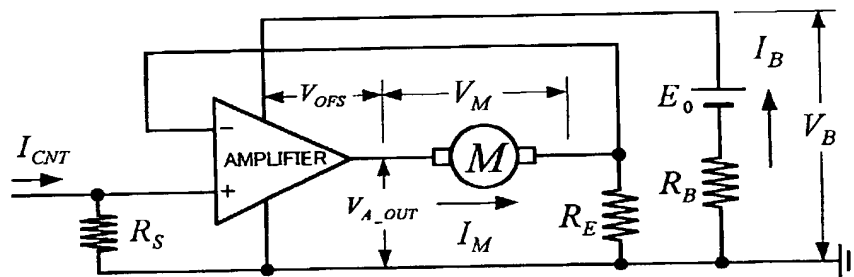 I_B
V_OFS
V_M
E_0
V_B
−
I_CNT
AMPLIFIER
M
+
R_S
V_A_OUT
I_M
R_E
R_B